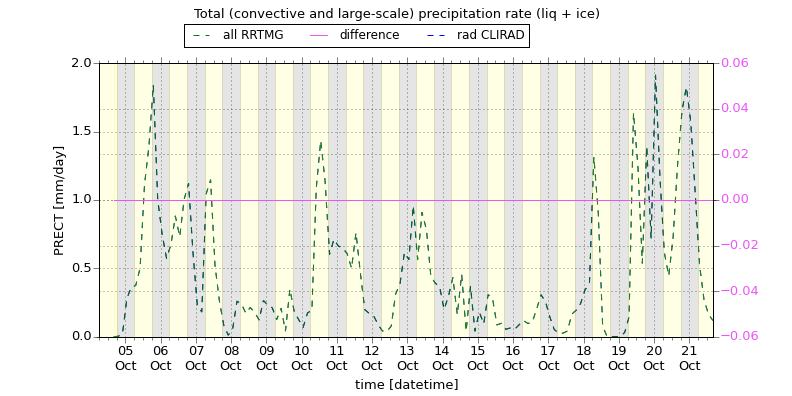 Total (convective and large-scale) precipitation rate (liq + ice)
all RRTMG difference rad CLIRAD
2.0 0.06
0.04
1.5
0.02
1.0 0.00
−0.02
0.5
−0.04
0.0 −0.06
PRECT [mm/day]
05 06 07 08 09 10 11 12 13 14 15 16 17 18 19 20 21
Oct Oct Oct Oct Oct Oct Oct Oct Oct Oct Oct Oct Oct Oct Oct Oct Oct
time [datetime]